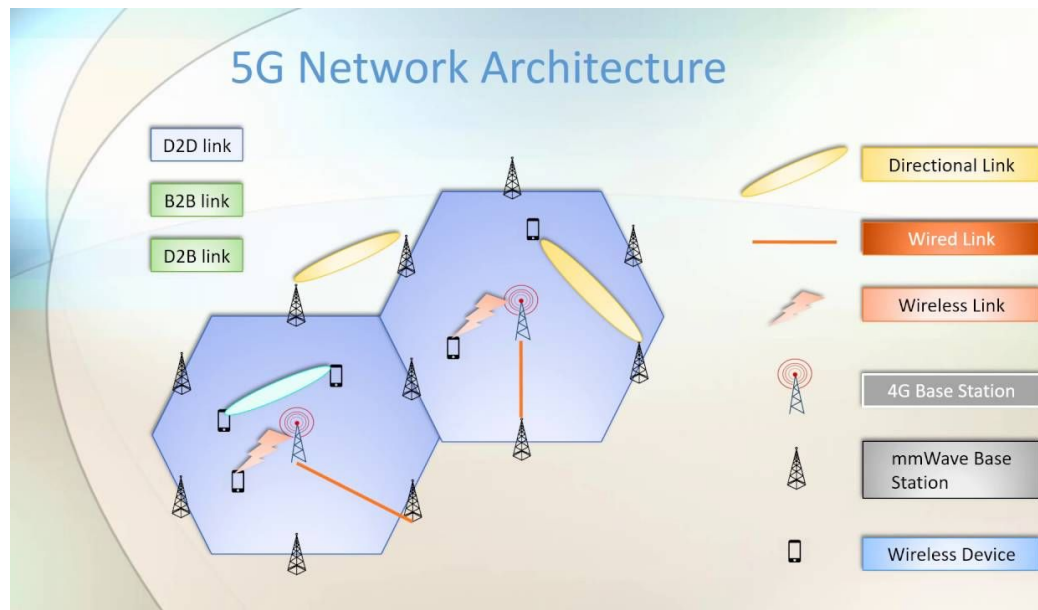 5G Network Architecture
D2D link
B2B link
D2B link
Directional Link
Wired Link
Wireless Link
4G Base Station
mmWave Base
Station
Wireless Device